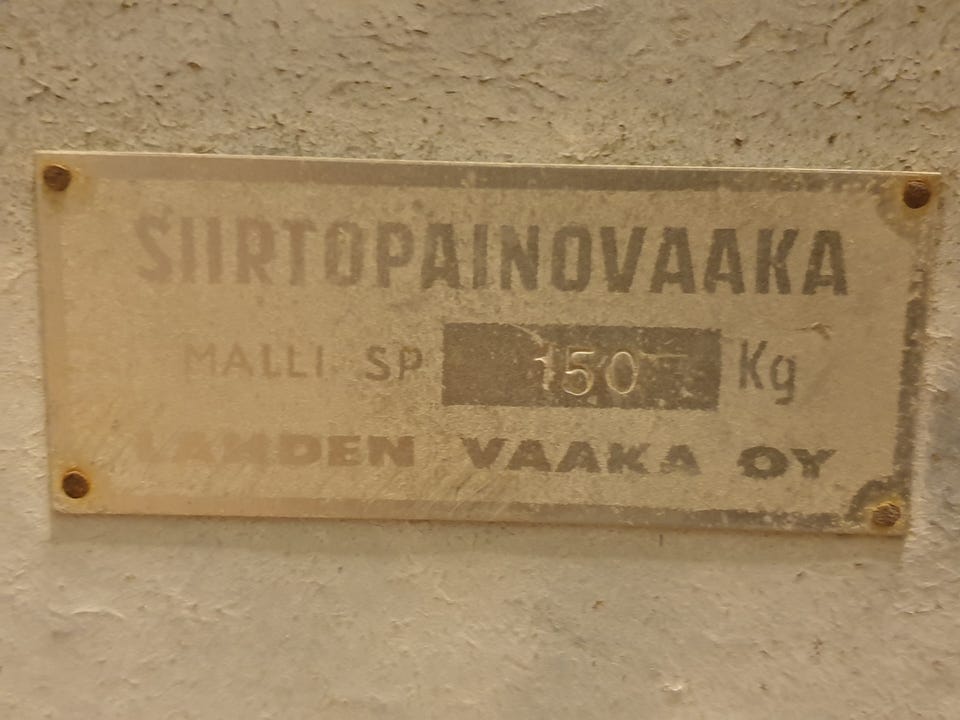 SIIRTOPAINOVAAKA
MALLI SP 150 Kg
LAHDEN VAAKA OY